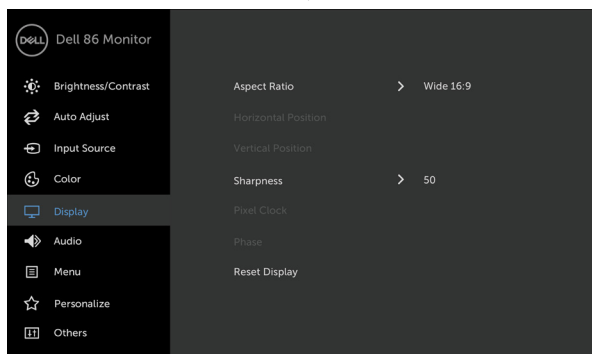 DELL Dell 86 Monitor
Brightness/Contrast
Auto Adjust
Input Source
Color
Display
Audio
Menu
Personalize
Others
Aspect Ratio > Wide 16:9
Horizontal Position
Vertical Position
Sharpness > 50
Pixel Clock
Phase
Reset Display